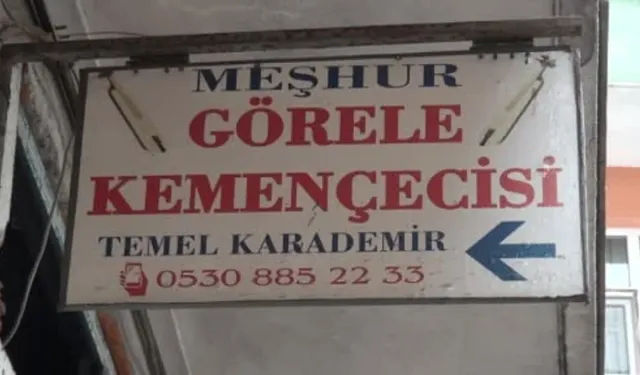 MEŞHUR
GÖRELE
KEMENÇECİSİ
TEMEL KARADEMİR
0530 885 22 33